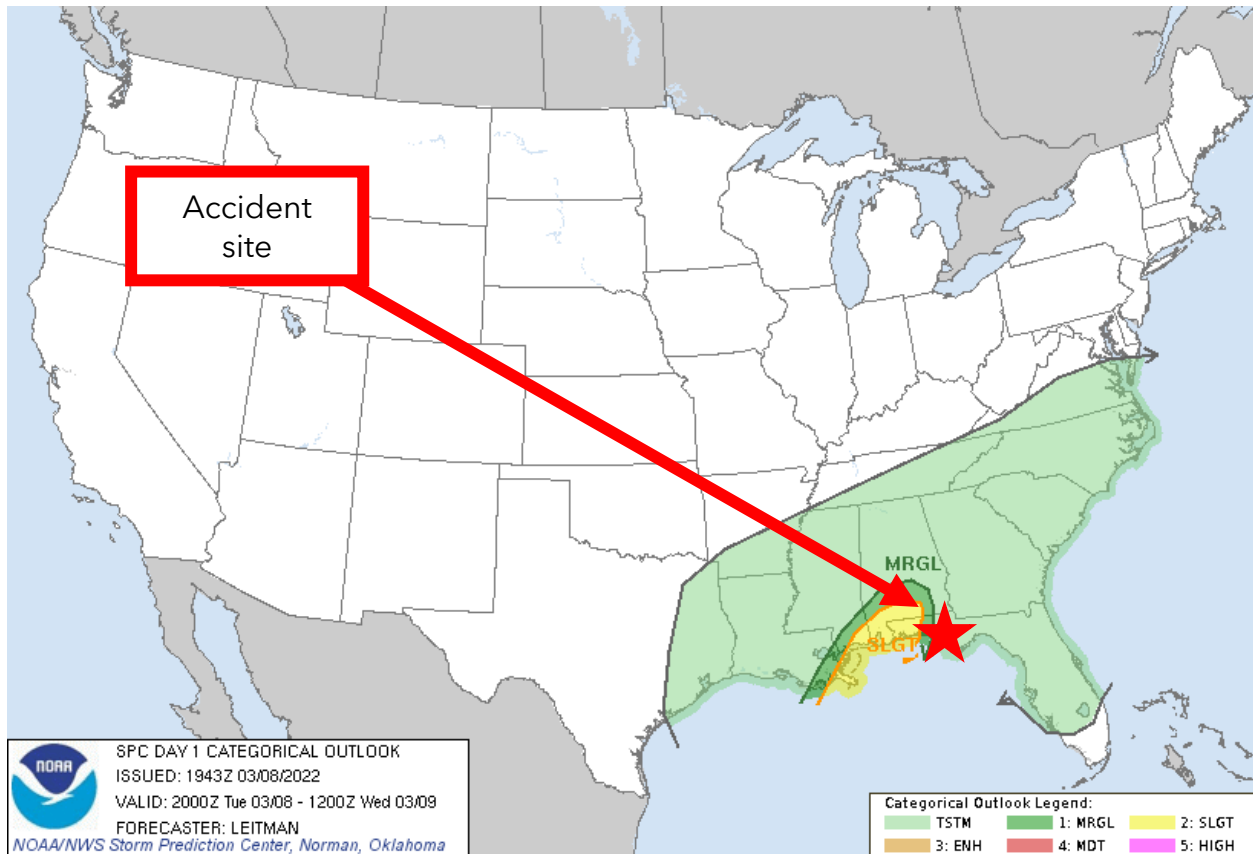 Accident
site
MRGL
SLGT
NOAA
SPC DAY 1 CATEGORICAL OUTLOOK
ISSUED: 1943Z 03/08/2022
VALID: 2000Z Tue 03/08 - 1200Z Wed 03/09
FORECASTER: LEITMAN
NOAA/NWS Storm Prediction Center, Norman, Oklahoma
Categorical Outlook Legend:
TSTM 1: MRGL 2: SLGT
3: ENH 4: MDT 5: HIGH